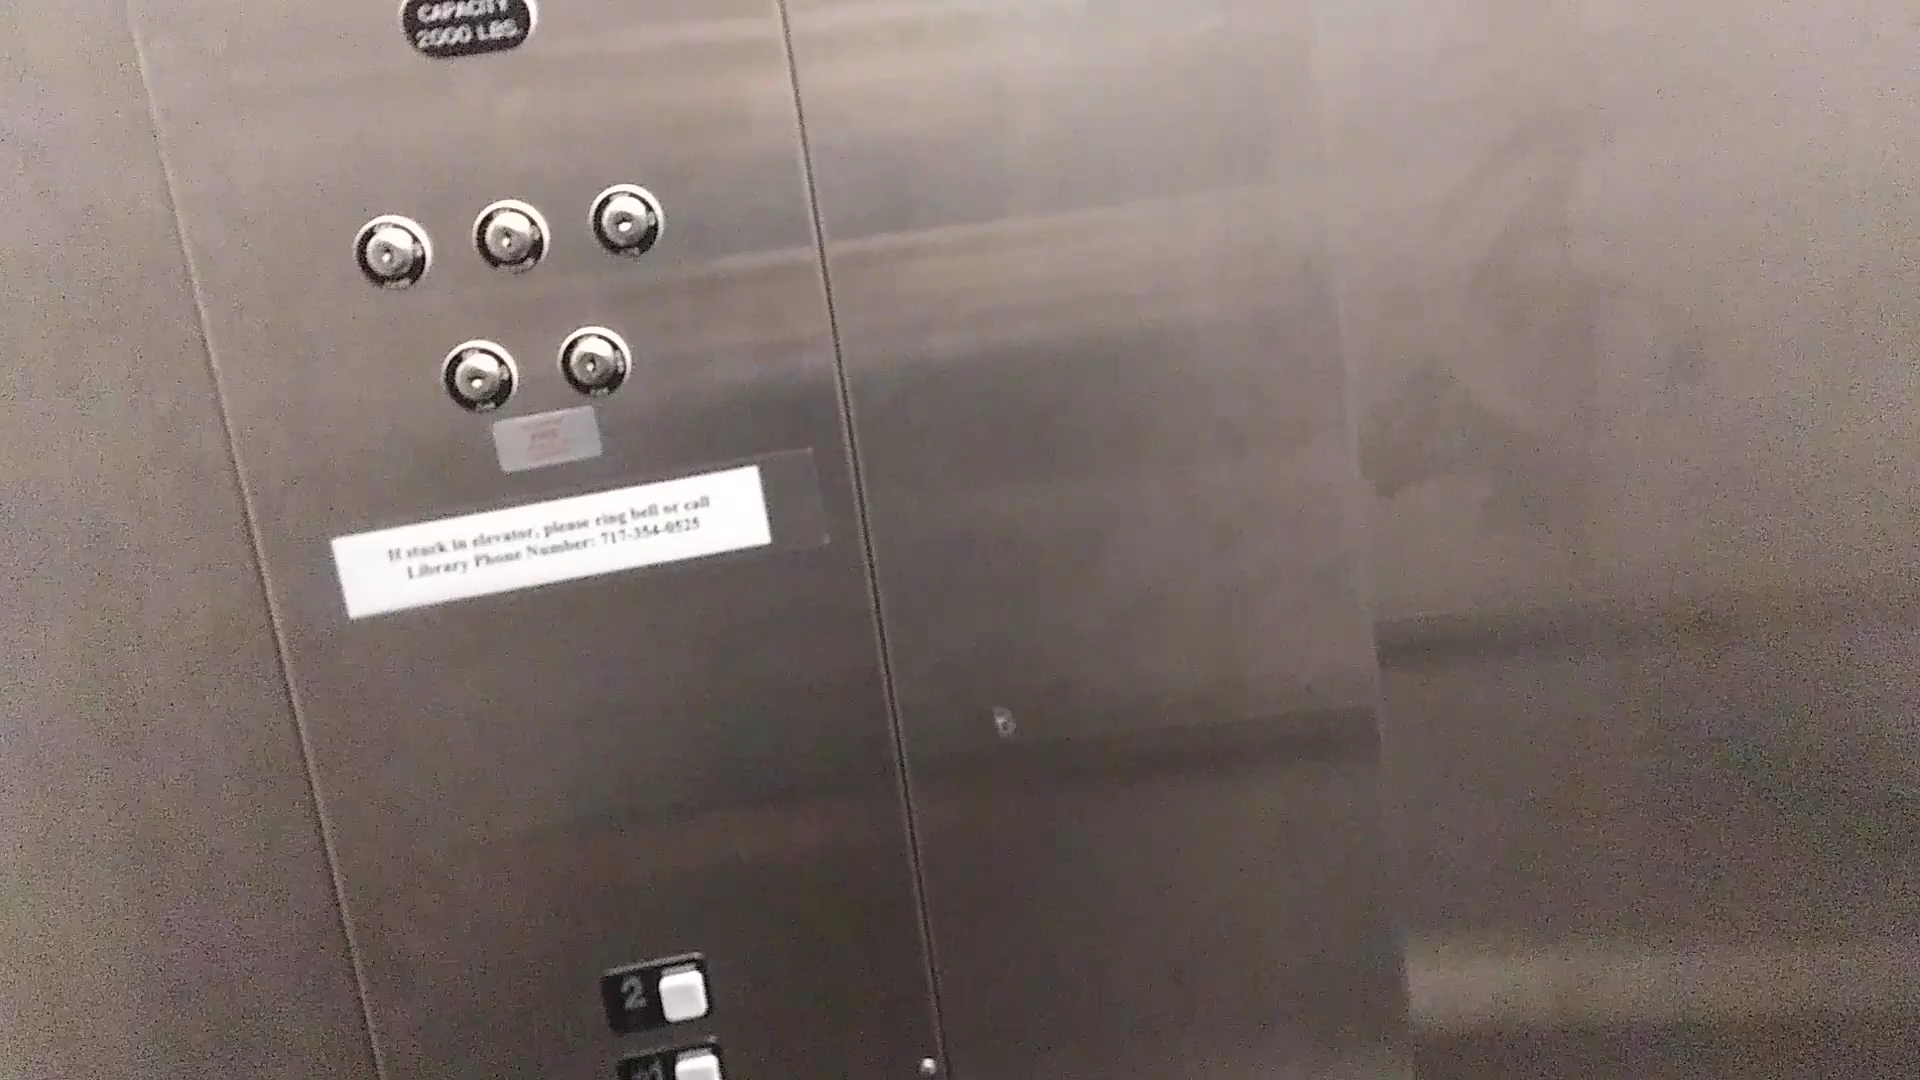 CAPACITY
2000 LBS.
If stuck in elevator, please ring bell or call
Library Phone Number: 717-354-0525
2